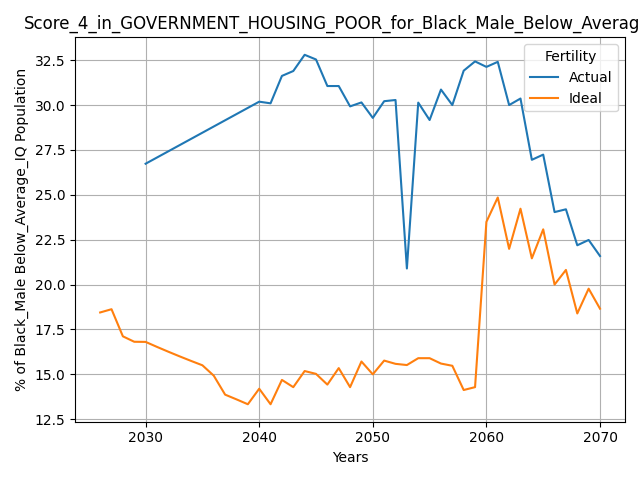 Score_4_in_GOVERNMENT_HOUSING_POOR_for_Black_Male_Below_Averag
% of Black_Male Below_Average_IQ Population
32.5
30.0
27.5
25.0
22.5
20.0
17.5
15.0
12.5
Fertility
Actual
Ideal
2030 2040 2050 2060 2070
Years